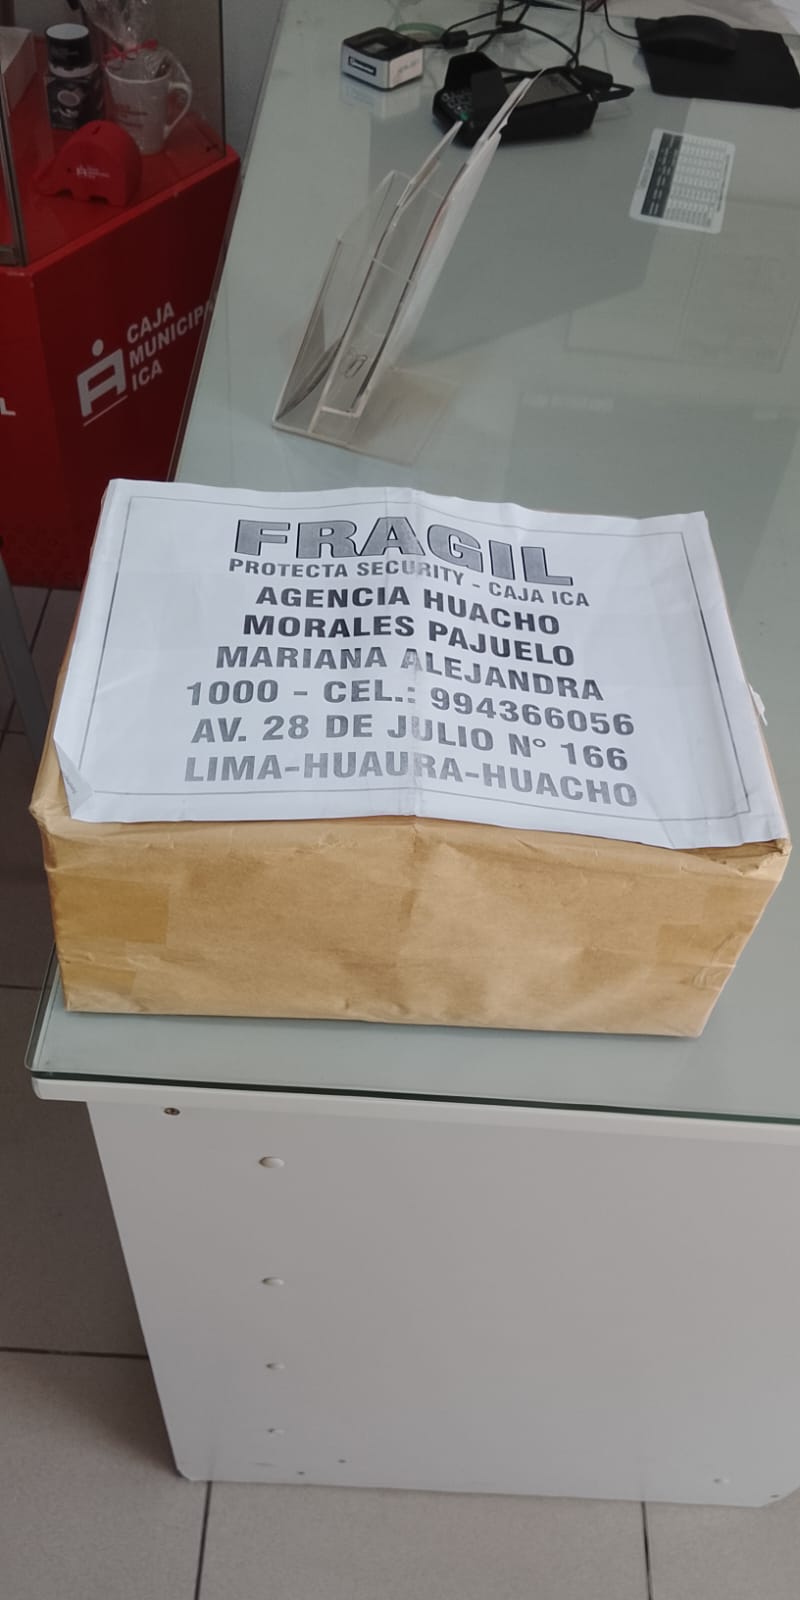 CAJA
MUNICIPAL
ICA
L
FRAGIL
PROTECTA SECURITY - CAJA ICA
AGENCIA HUACHO
MORALES PAJUELO
MARIANA ALEJANDRA
1000 - CEL.: 994366056
AV. 28 DE JULIO N° 166
LIMA-HUAURA-HUACHO